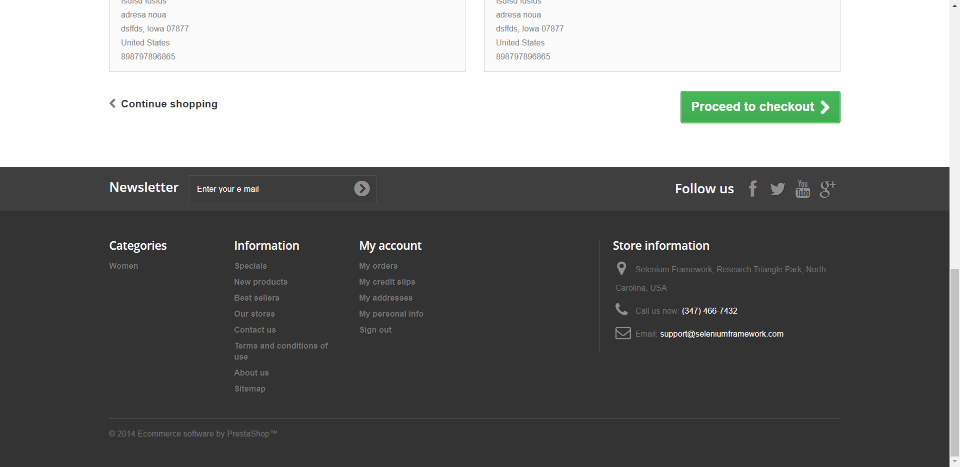 adresa noua
dsffds, Iowa 07877
United States
898797896865
adresa noua
dsffds, Iowa 07877
United States
898797896865
Continue shopping
Proceed to checkout
Newsletter
Enter your e-mail
Follow us
You
Tube
Categories
Women
Information
Specials
New products
Best sellers
Our stores
Contact us
Terms and conditions of
use
About us
Sitemap
My account
My orders
My credit slips
My addresses
My personal info
Sign out
Store information
Selenium Framework, Research Triangle Park, North
Carolina, USA
Call us now: (347) 466-7432
Email: support@seleniumframework.com
© 2014 Ecommerce software by PrestaShop™